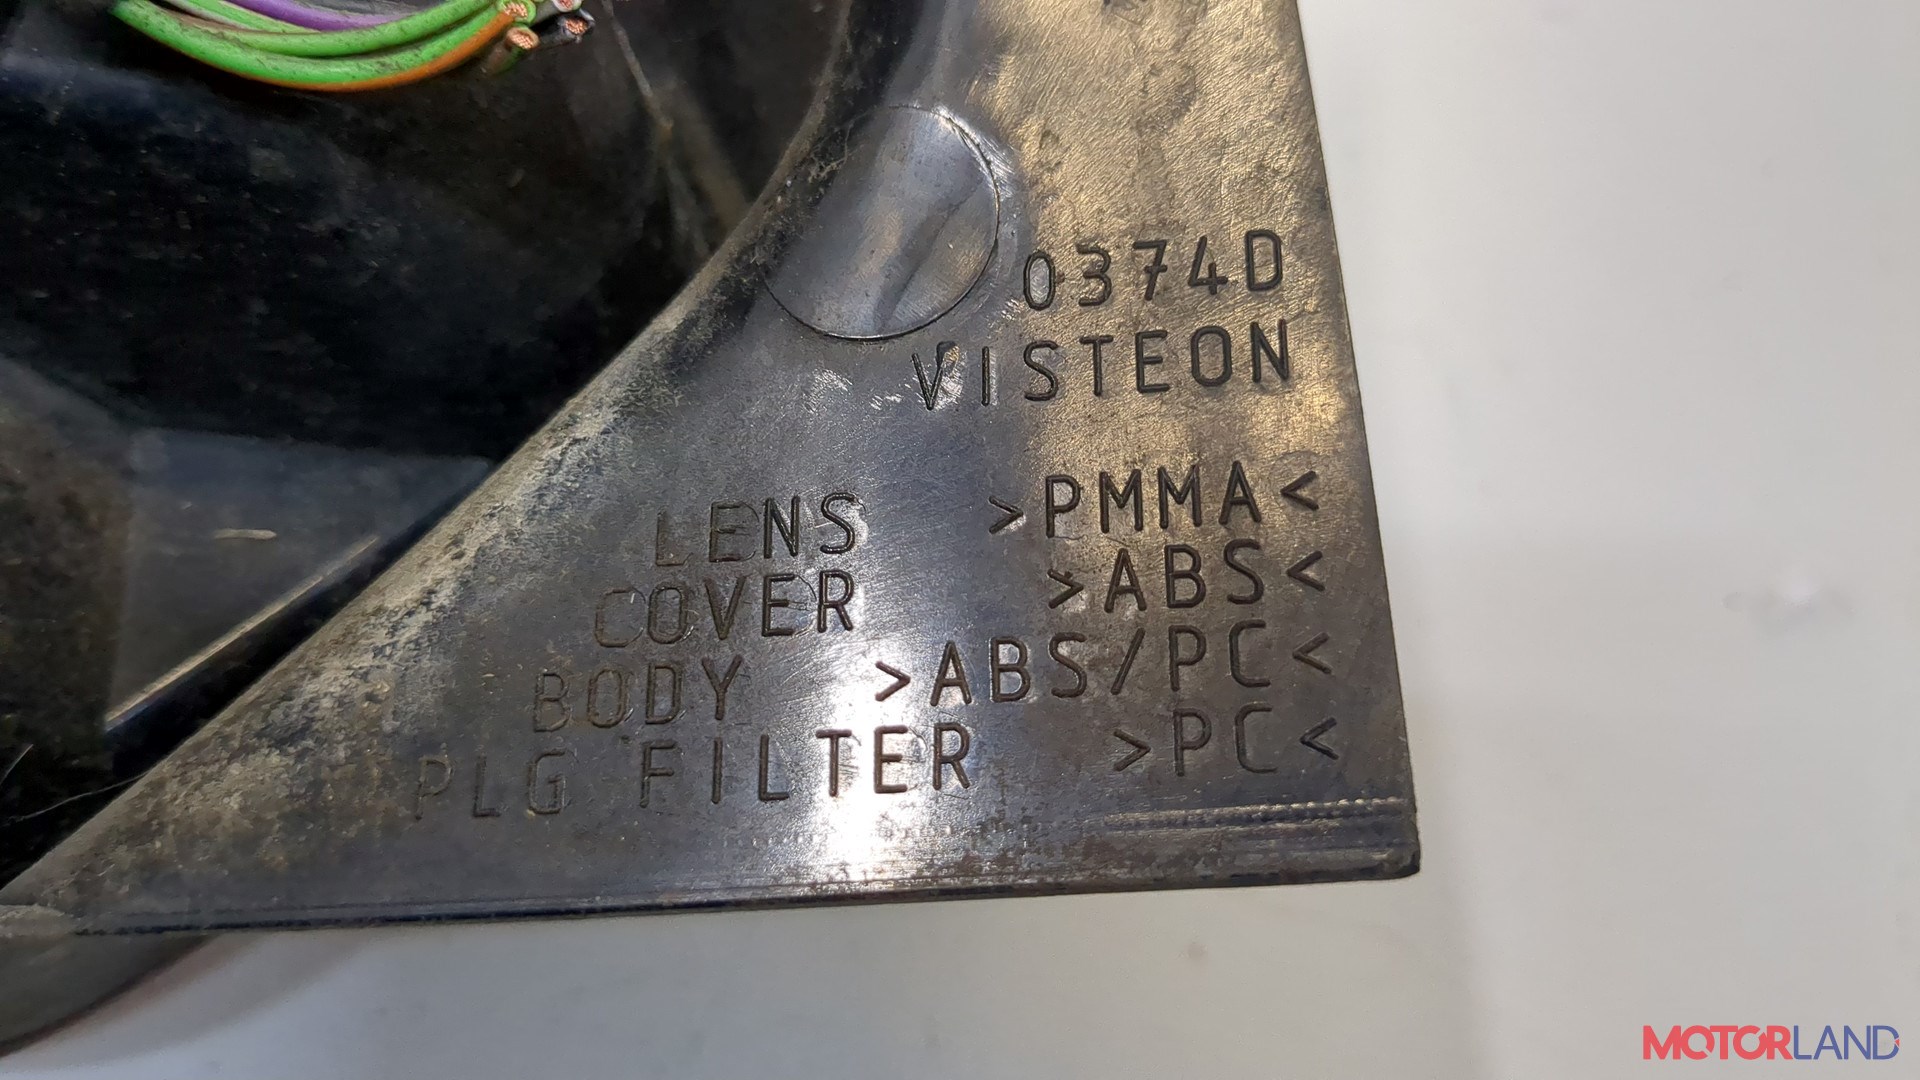 0374D
VISTEON
LENS >PMMA<
COVER >ABS<
BODY >ABS/PC<
PLG FILTER >PC<
MOTORLAND